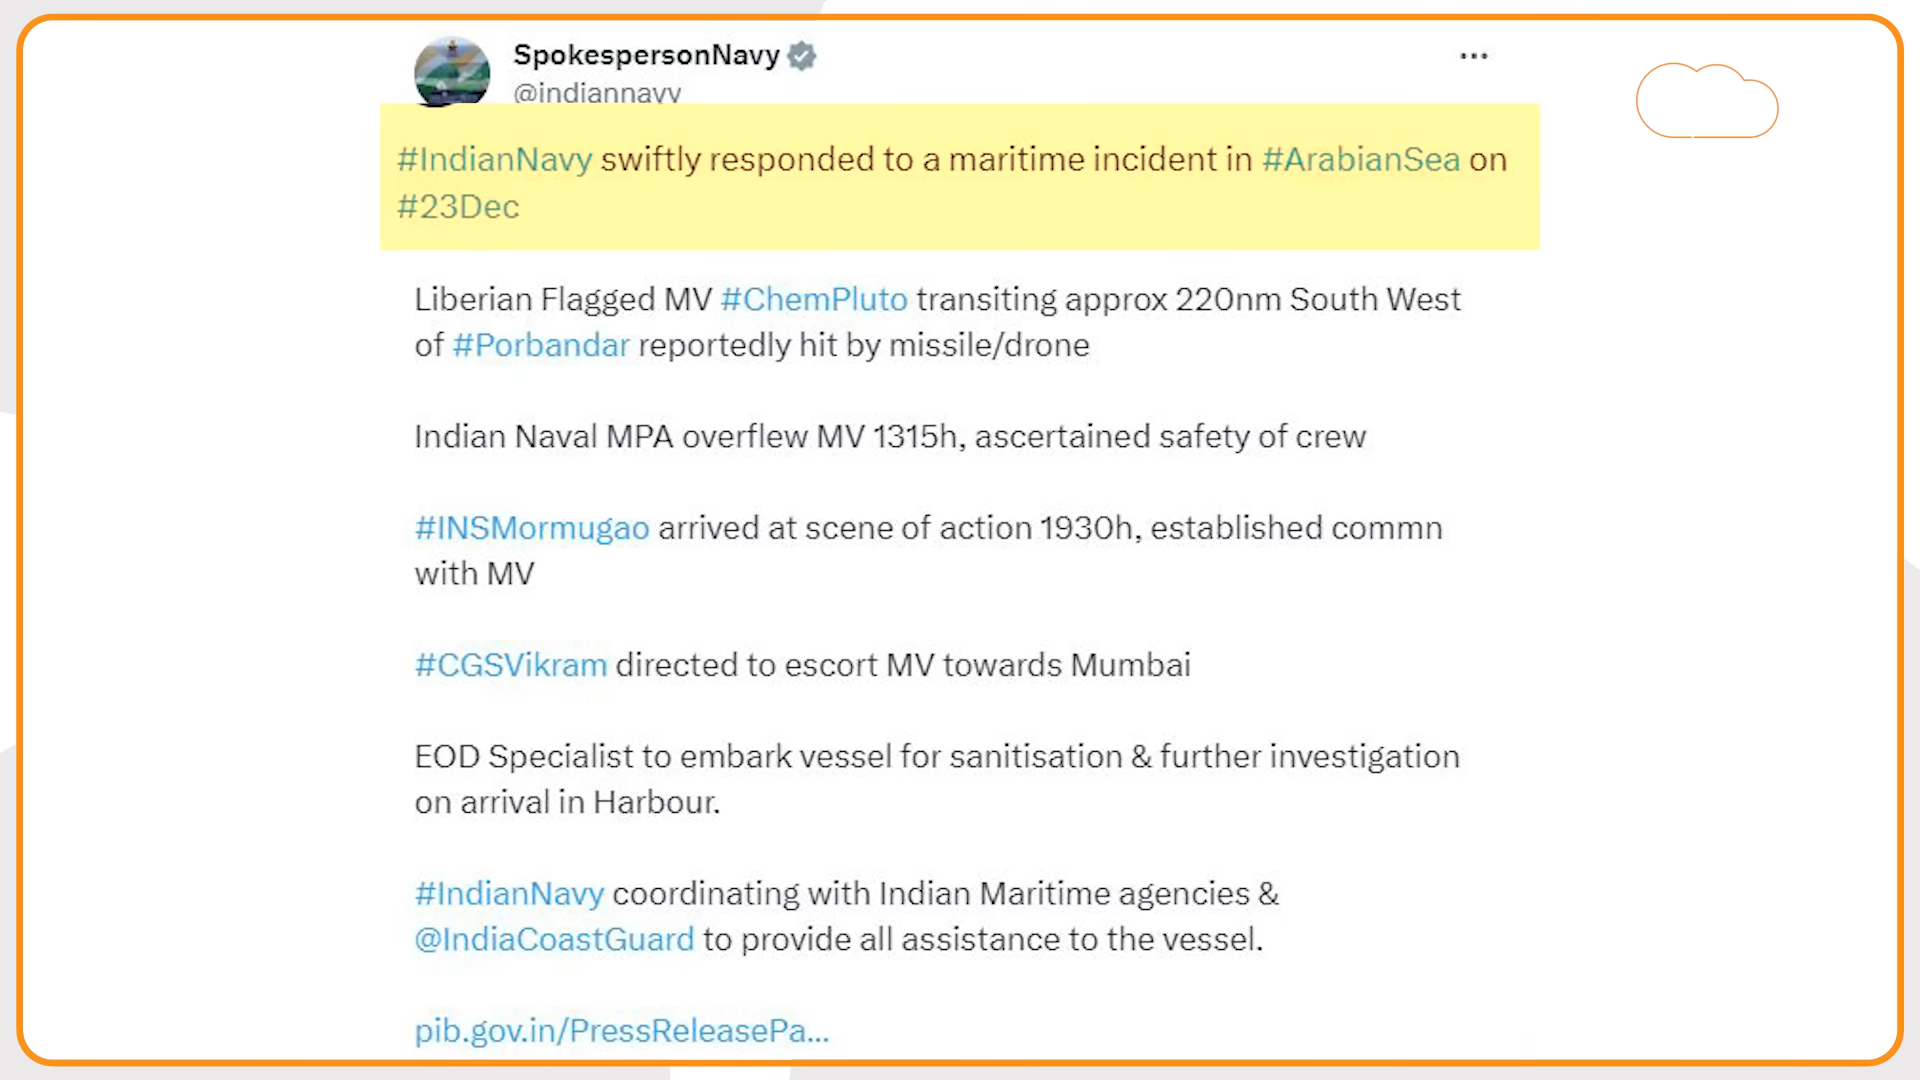 SpokespersonNavy
@indiannavy
#IndianNavy swiftly responded to a maritime incident in #ArabianSea on
#23Dec
Liberian Flagged MV #ChemPluto transiting approx 220nm South West
of #Porbandar reportedly hit by missile/drone
Indian Naval MPA overflew MV 1315h, ascertained safety of crew
#INSMormugao arrived at scene of action 1930h, established commn
with MV
#CGSVikram directed to escort MV towards Mumbai
EOD Specialist to embark vessel for sanitisation & further investigation
on arrival in Harbour.
#IndianNavy coordinating with Indian Maritime agencies &
@IndiaCoastGuard to provide all assistance to the vessel.
pib.gov.in/PressReleasePa...